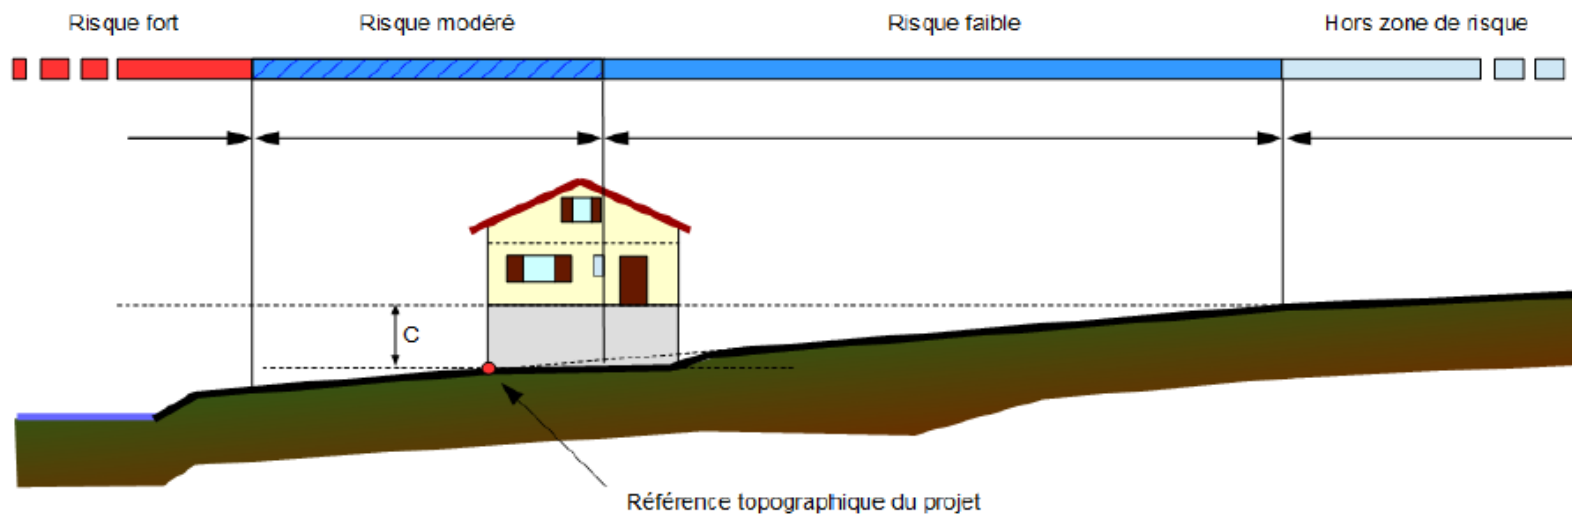 Risque fort
Risque modéré
Risque faible
Hors zone de risque
C
Référence topographique du projet